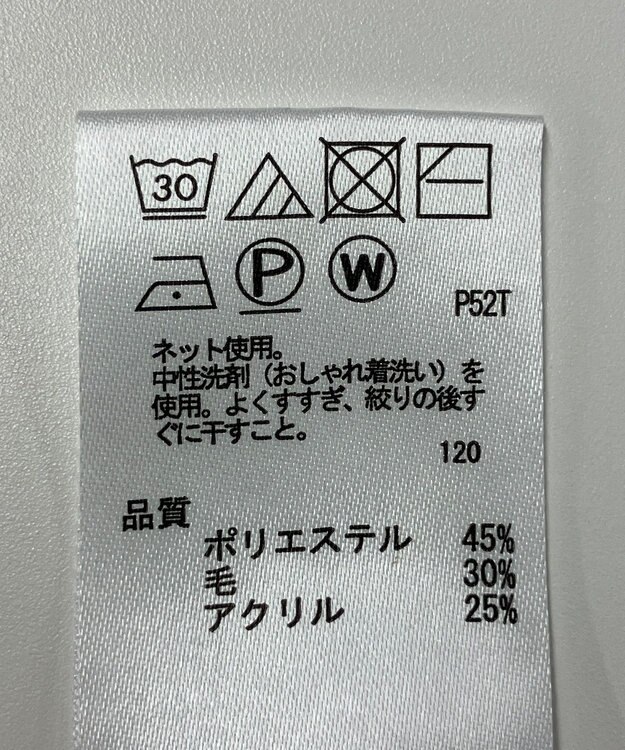 30
P W
P52T
ネット使用。
中性洗剤（おしゃれ着洗い）を
使用。よくすすぎ、絞りの後す
ぐに干すこと。
120
品質
ポリエステル 45%
毛 30%
アクリル 25%